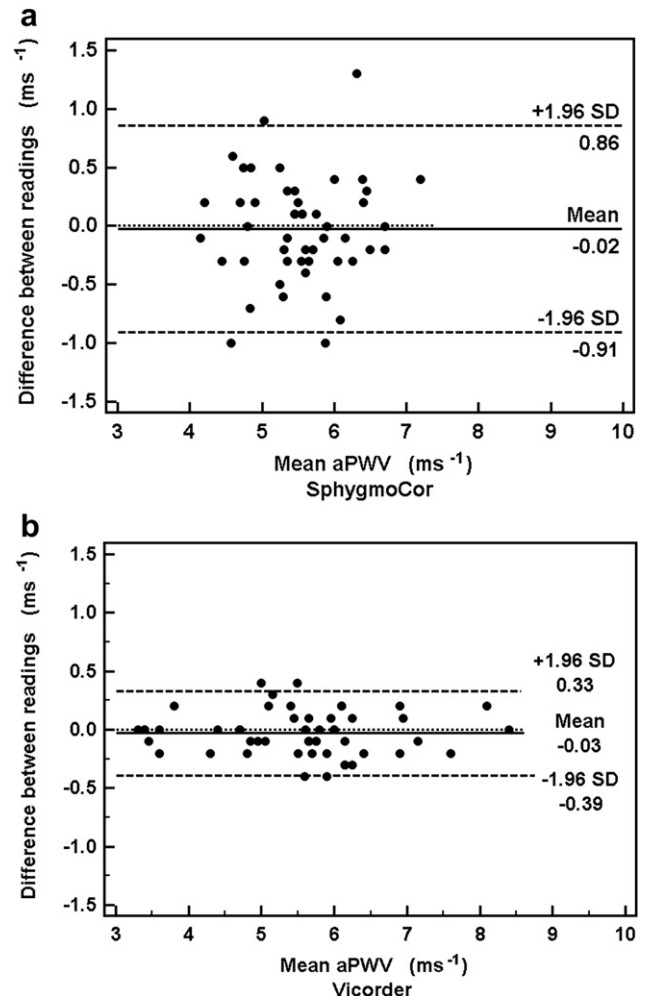 a
Difference between readings (ms -1)
1.5
1.0
0.5
0.0
-0.5
-1.0
-1.5
+1.96 SD
0.86
Mean
-0.02
-1.96 SD
-0.91
3 4 5 6 7 8 9 10
Mean aPWV (ms -1)
SphygmoCor
b
Difference between readings (ms -1)
1.5
1.0
0.5
0.0
-0.5
-1.0
-1.5
+1.96 SD
0.33
Mean
-0.03
-1.96 SD
-0.39
3 4 5 6 7 8 9 10
Mean aPWV (ms -1)
Vicorder